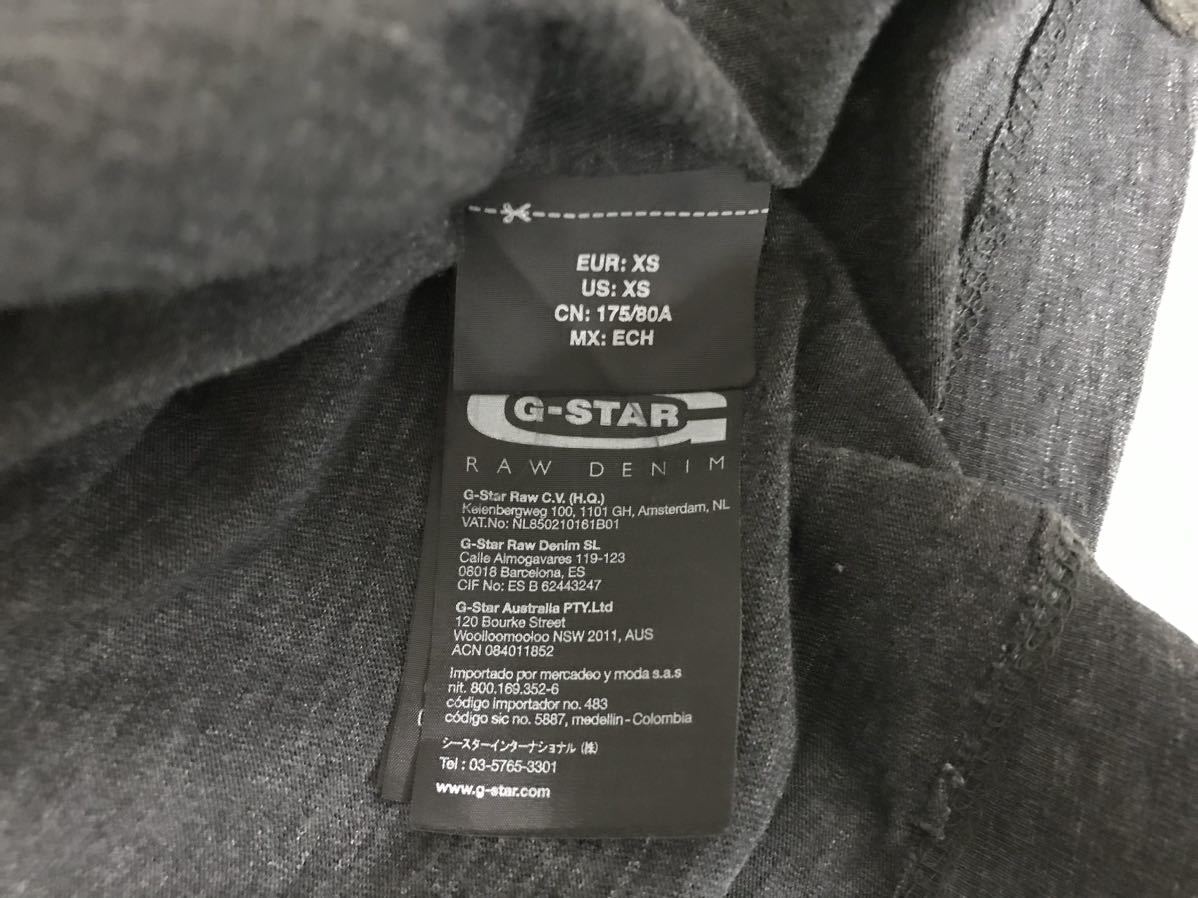 EUR: XS
US: XS
CN: 175/80A
MX: ECH
G-STAR
RAW DENIM
G-Star Raw C.V. (H.Q.)
Keienbergweg 100, 1101 GH, Amsterdam, NL
VAT.No: NL850210161B01
G-Star Raw Denim SL
Calle Almogavares 119-123
08018 Barcelona, ES
CIF No: ES B 62443247
G-Star Australia PTY.Ltd
120 Bourke Street
Woolloomooloo NSW 2011, AUS
ACN 084011852
Importado por mercadeo y moda s.a.s
nit. 800.169.352-6
código importador no. 483
código sic no. 5887, medellin - Colombia
ジースターインターナショナル (株)
Tel : 03-5765-3301
www.g-star.com